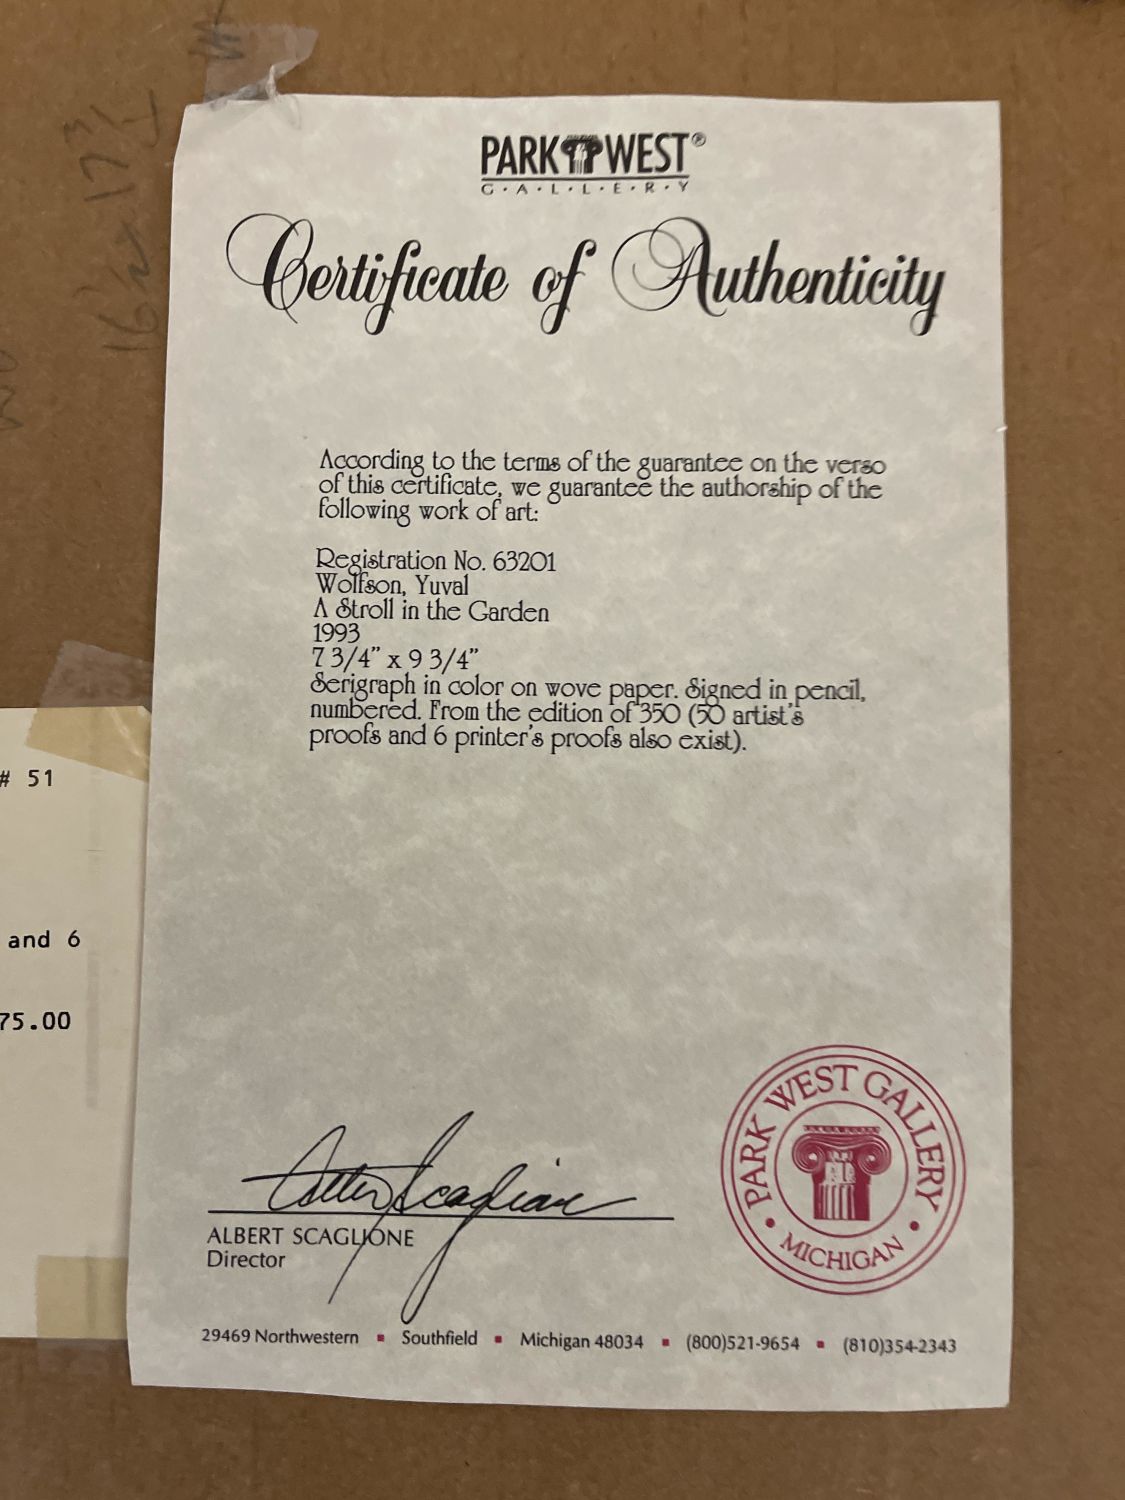 PARK WEST®
G·A·L·L·E·R·Y
Certificate of Authenticity
According to the terms of the guarantee on the verso
of this certificate, we guarantee the authorship of the
following work of art:
Registration No. 63201
Wolfson, Yuval
A Stroll in the Garden
1993
7 3/4" x 9 3/4"
Serigraph in color on wove paper. Signed in pencil,
numbered. From the edition of 350 (50 artist's
proofs and 6 printer's proofs also exist).
# 51
and 6
75.00
Albert Scaglione
ALBERT SCAGLIONE
Director
PARK WEST GALLERY
• MICHIGAN •
29469 Northwestern ▪ Southfield ▪ Michigan 48034 ▪ (800)521-9654 ▪ (810)354-2343